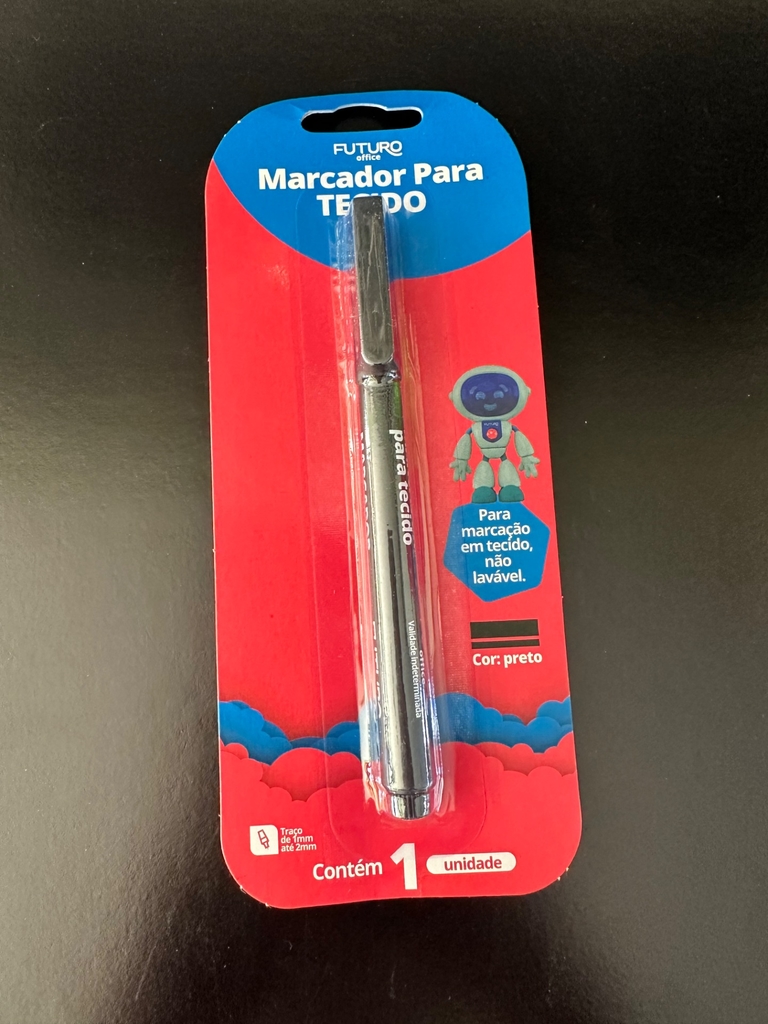 FUTURO
office
Marcador Para
TECIDO
para tecido
Validade Indeterminada
Para
marcação
em tecido,
não
lavável.
Cor: preto
Traço
de 1mm
até 2mm
Contém 1 unidade